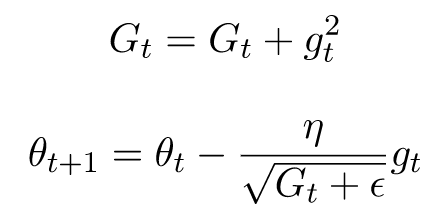 $G_t = G_t + g_t^2$
$\theta_{t+1} = \theta_t - \frac{\eta}{\sqrt{G_t + \epsilon}} g_t$